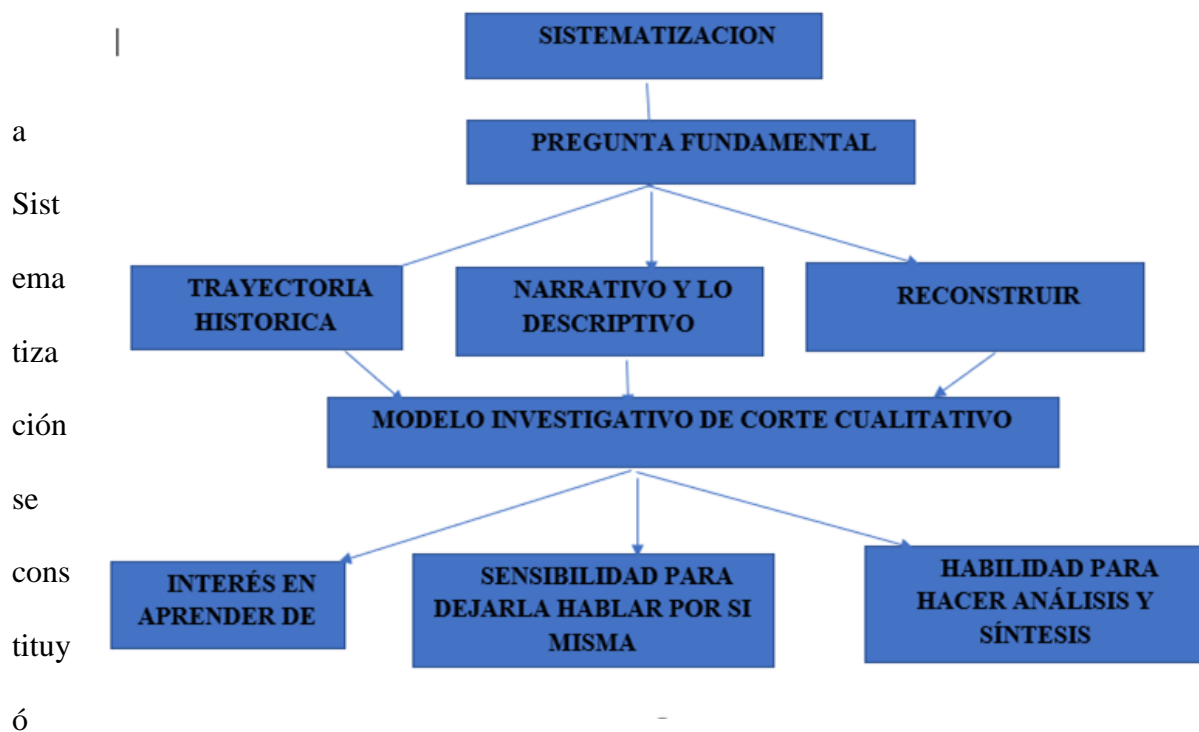 SISTEMATIZACION
PREGUNTA FUNDAMENTAL
TRAYECTORIA
HISTORICA
NARRATIVO Y LO
DESCRIPTIVO
RECONSTRUIR
MODELO INVESTIGATIVO DE CORTE CUALITATIVO
INTERÉS EN
APRENDER DE
SENSIBILIDAD PARA
DEJARLA HABLAR POR SI
MISMA
HABILIDAD PARA
HACER ANÁLISIS Y
SÍNTESIS
a
Sist
ema
tiza
ción
se
cons
tituy
ó